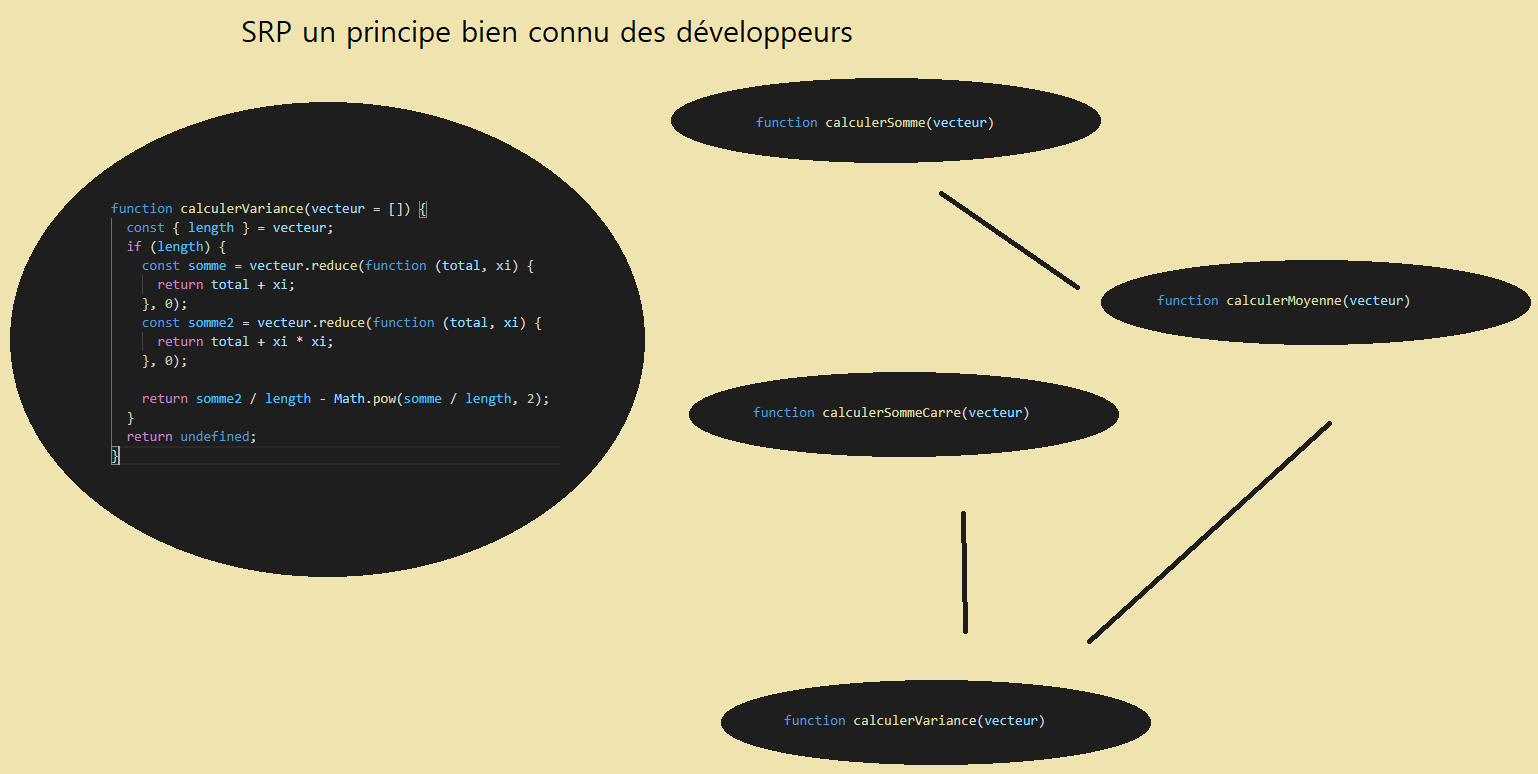 SRP un principe bien connu des développeurs
function calculerVariance(vecteur = []) {
const { length } = vecteur;
if (length) {
const somme = vecteur.reduce(function (total, xi) {
return total + xi;
}, 0);
const somme2 = vecteur.reduce(function (total, xi) {
return total + xi * xi;
}, 0);
return somme2 / length - Math.pow(somme / length, 2);
}
return undefined;
}
function calculerSomme(vecteur)
function calculerMoyenne(vecteur)
function calculerSommeCarre(vecteur)
function calculerVariance(vecteur)